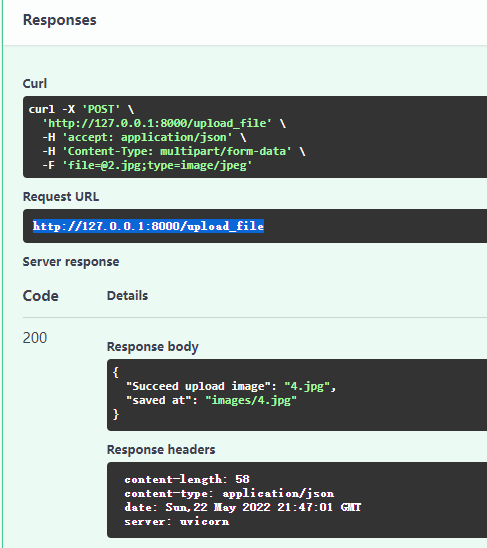 Responses
Curl
curl -X 'POST' \
'http://127.0.0.1:8000/upload_file' \
-H 'accept: application/json' \
-H 'Content-Type: multipart/form-data' \
-F 'file=@2.jpg;type=image/jpeg'
Request URL
http://127.0.0.1:8000/upload_file
Server response
Code Details
200
Response body
{
"Succeed upload image": "4.jpg",
"saved at": "images/4.jpg"
}
Response headers
content-length: 58
content-type: application/json
date: Sun,22 May 2022 21:47:01 GMT
server: uvicorn